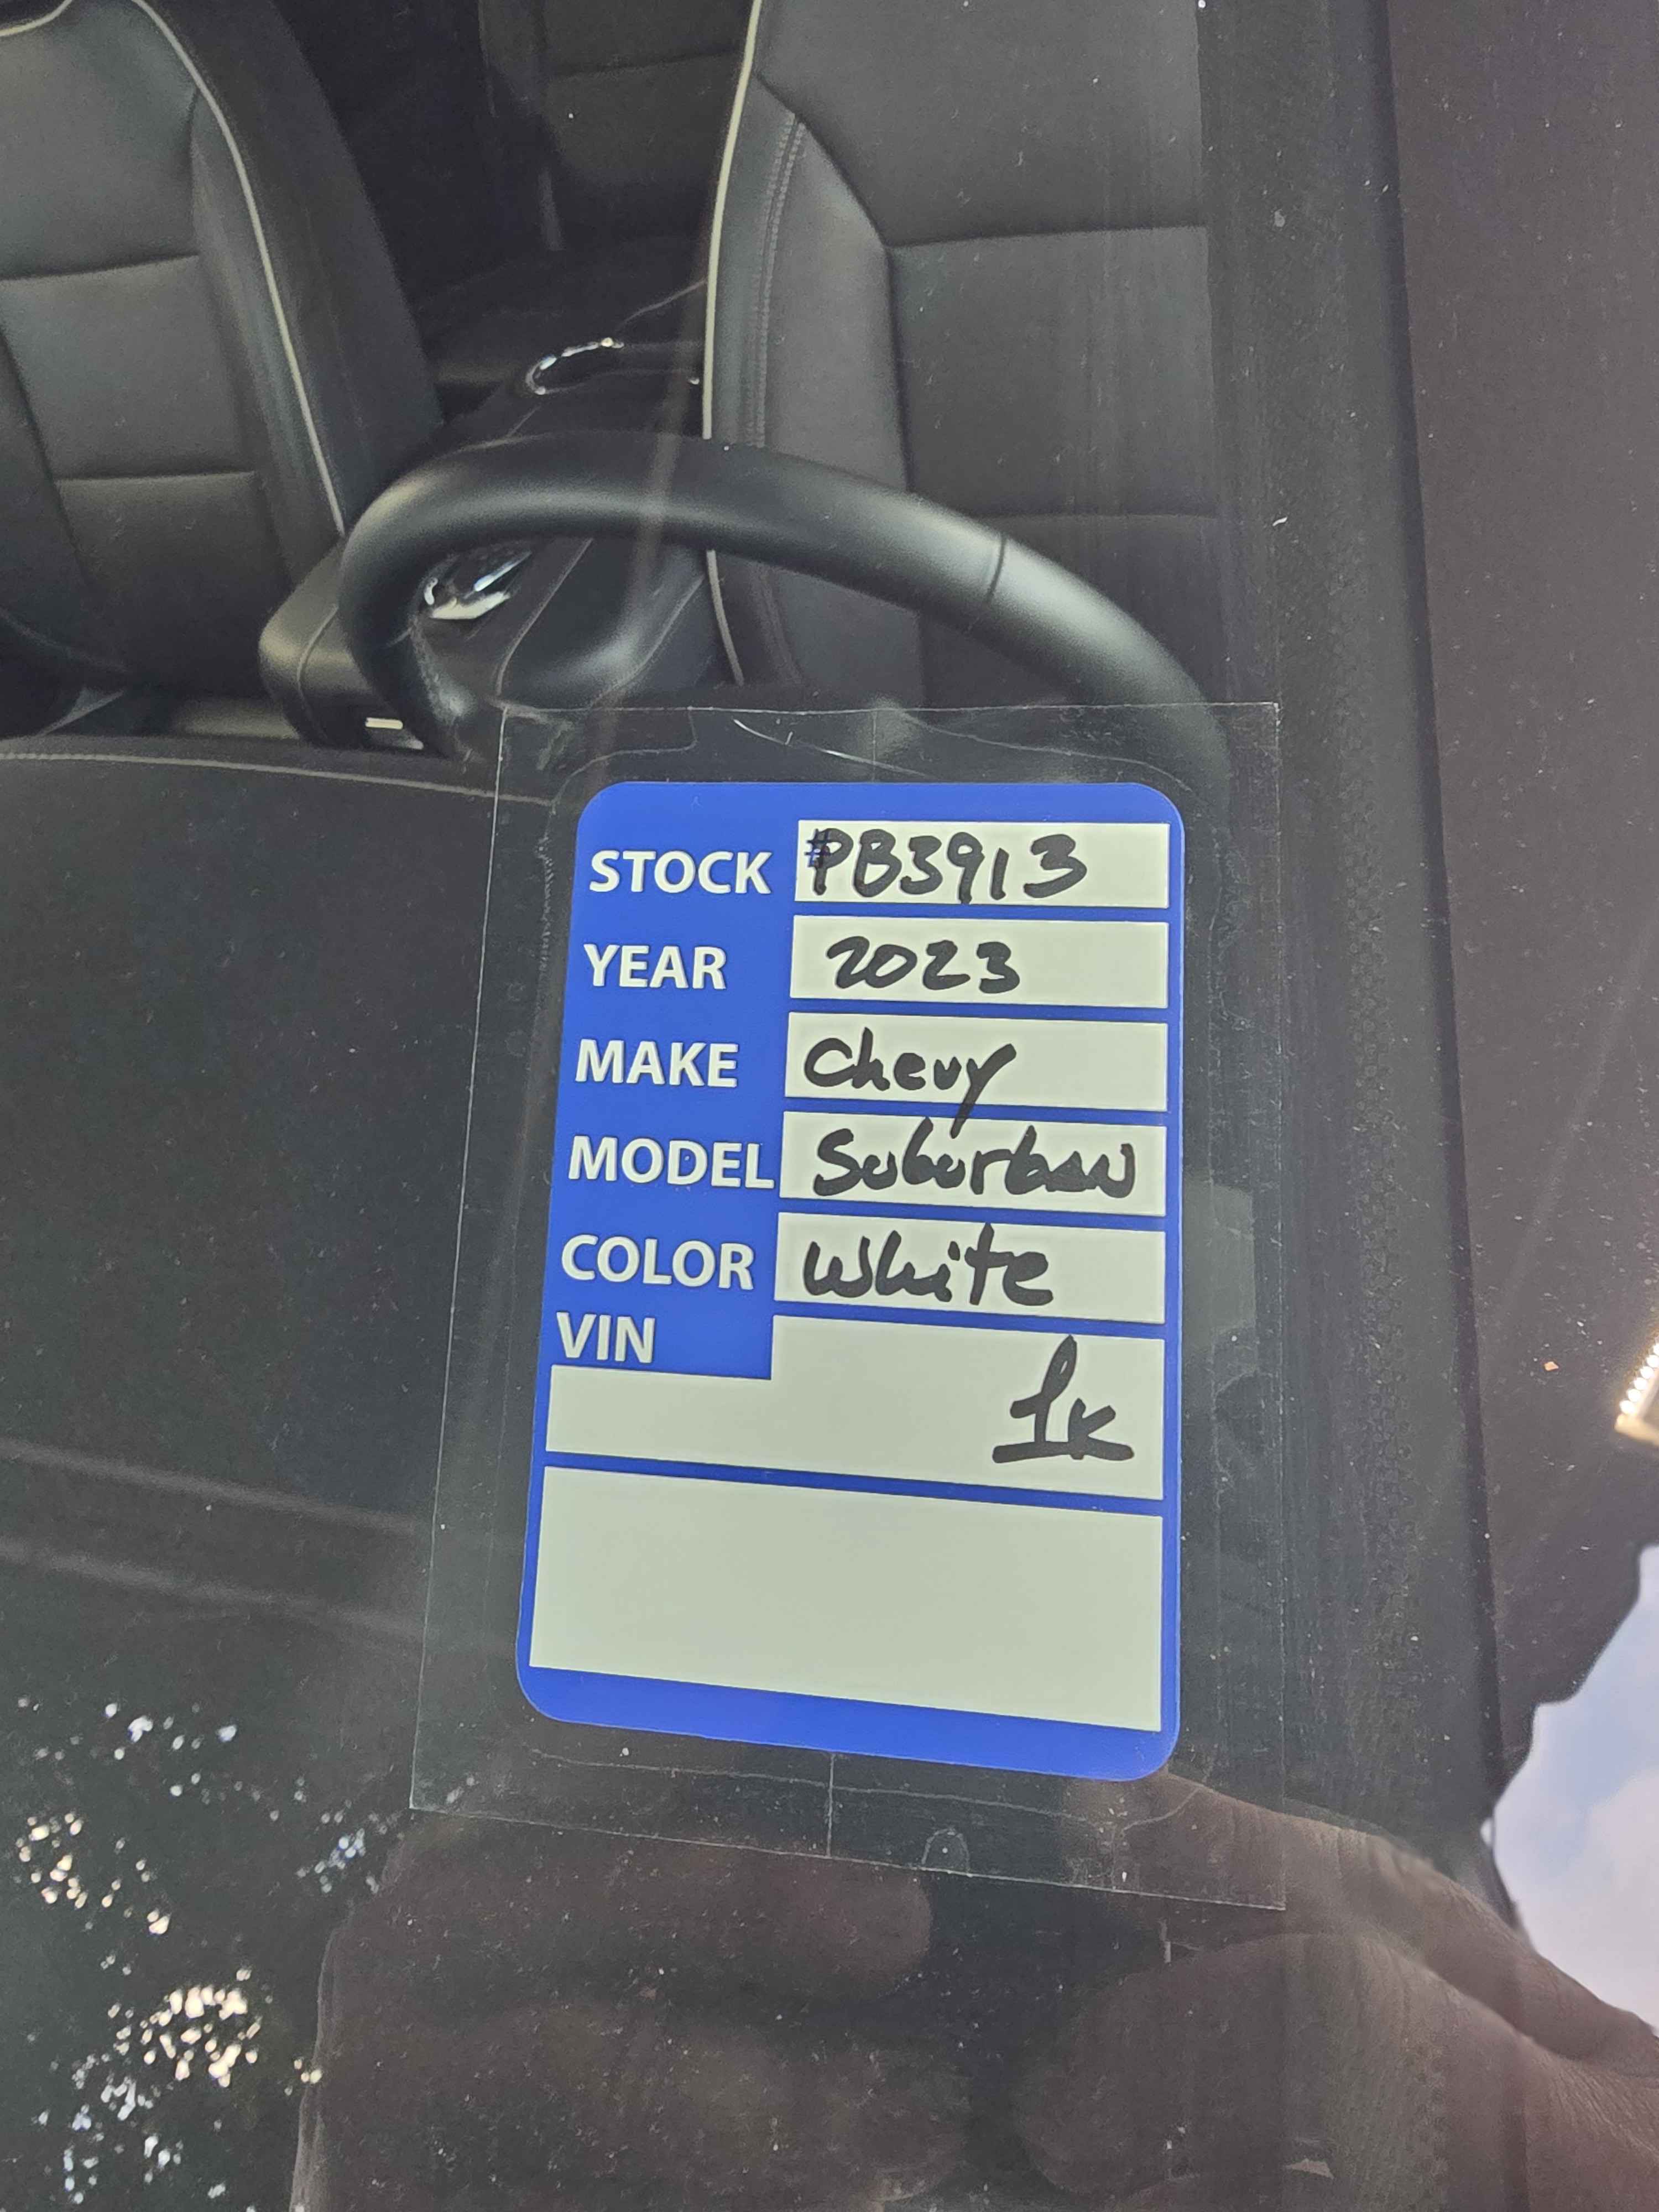 STOCK #PB3913
YEAR 2023
MAKE Chevy
MODEL Suburban
COLOR White
VIN
1k